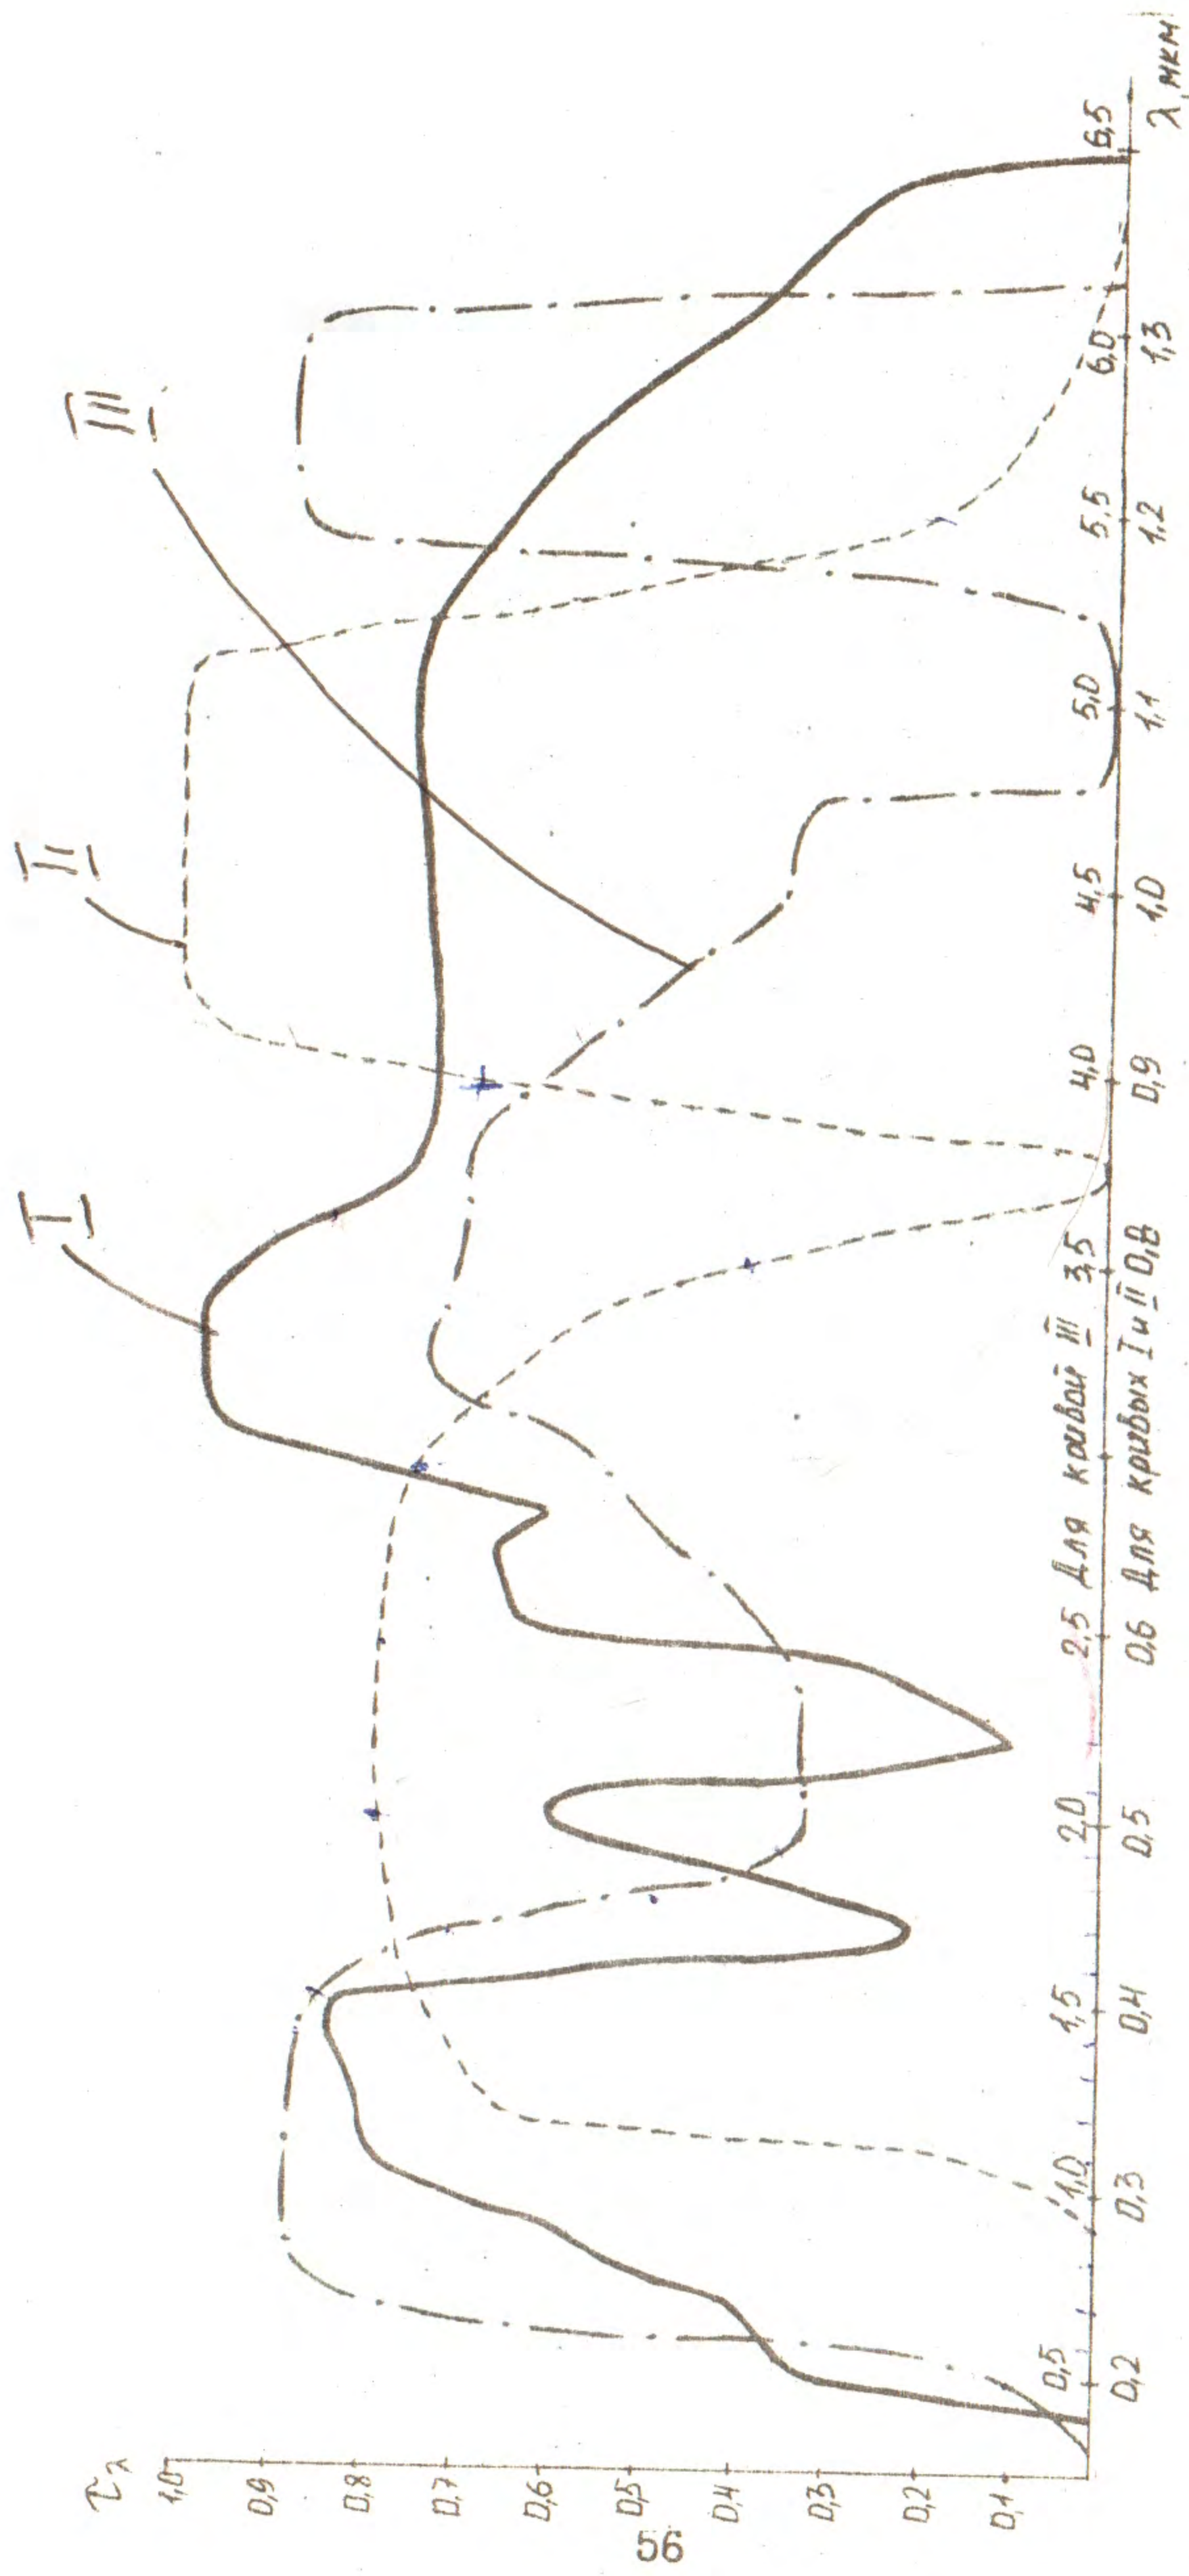 I
II
III
τλ
1,0
0,9
0,8
0,7
0,6
0,5
0,4
0,3
0,2
0,1
0,5 1,0 1,5 2,0 2,5 Для кривой III 3,5 4,0 4,5 5,0 5,5 6,0 6,5
0,2 0,3 0,4 0,5 0,6 Для кривых I и II 0,8 0,9 1,0 1,1 1,2 1,3 λ, мкм
56